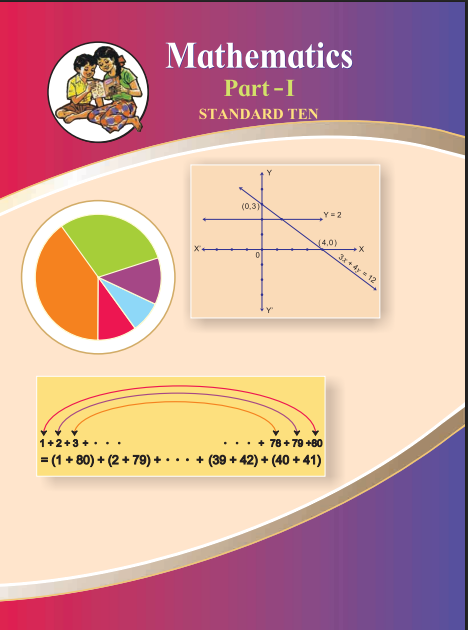 Mathematics
Part - I
STANDARD TEN
Y
(0,3)
Y = 2
(4,0)
X'
X
0
3x + 4y = 12
Y'
1 + 2 + 3 + · · · · · · + 78 + 79 +80
= (1 + 80) + (2 + 79) + · · · + (39 + 42) + (40 + 41)